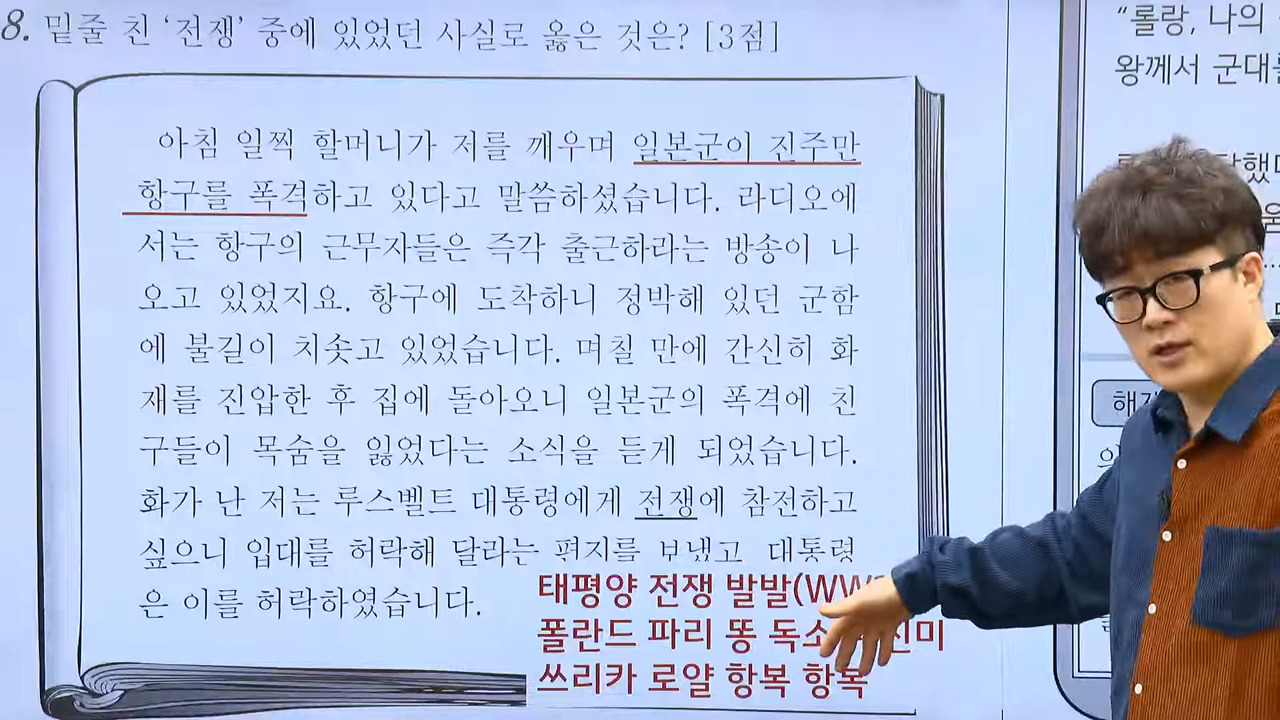 8. 밑줄 친 ‘전쟁’ 중에 있었던 사실로 옳은 것은? [3점]
아침 일찍 할머니가 저를 깨우며 일본군이 진주만
항구를 폭격하고 있다고 말씀하셨습니다. 라디오에
서는 항구의 근무자들은 즉각 출근하라는 방송이 나
오고 있었지요. 항구에 도착하니 정박해 있던 군함
에 불길이 치솟고 있었습니다. 며칠 만에 간신히 화
재를 진압한 후 집에 돌아오니 일본군의 폭격에 친
구들이 목숨을 잃었다는 소식을 듣게 되었습니다.
화가 난 저는 루스벨트 대통령에게 전쟁에 참전하고
싶으니 입대를 허락해 달라는 편지를 보냈고 대통령
은 이를 허락하였습니다.
태평양 전쟁 발발(WW
폴란드 파리 똥 독소 진미
쓰리카 로얄 항복 항복
“롤랑, 나의
왕께서 군대를